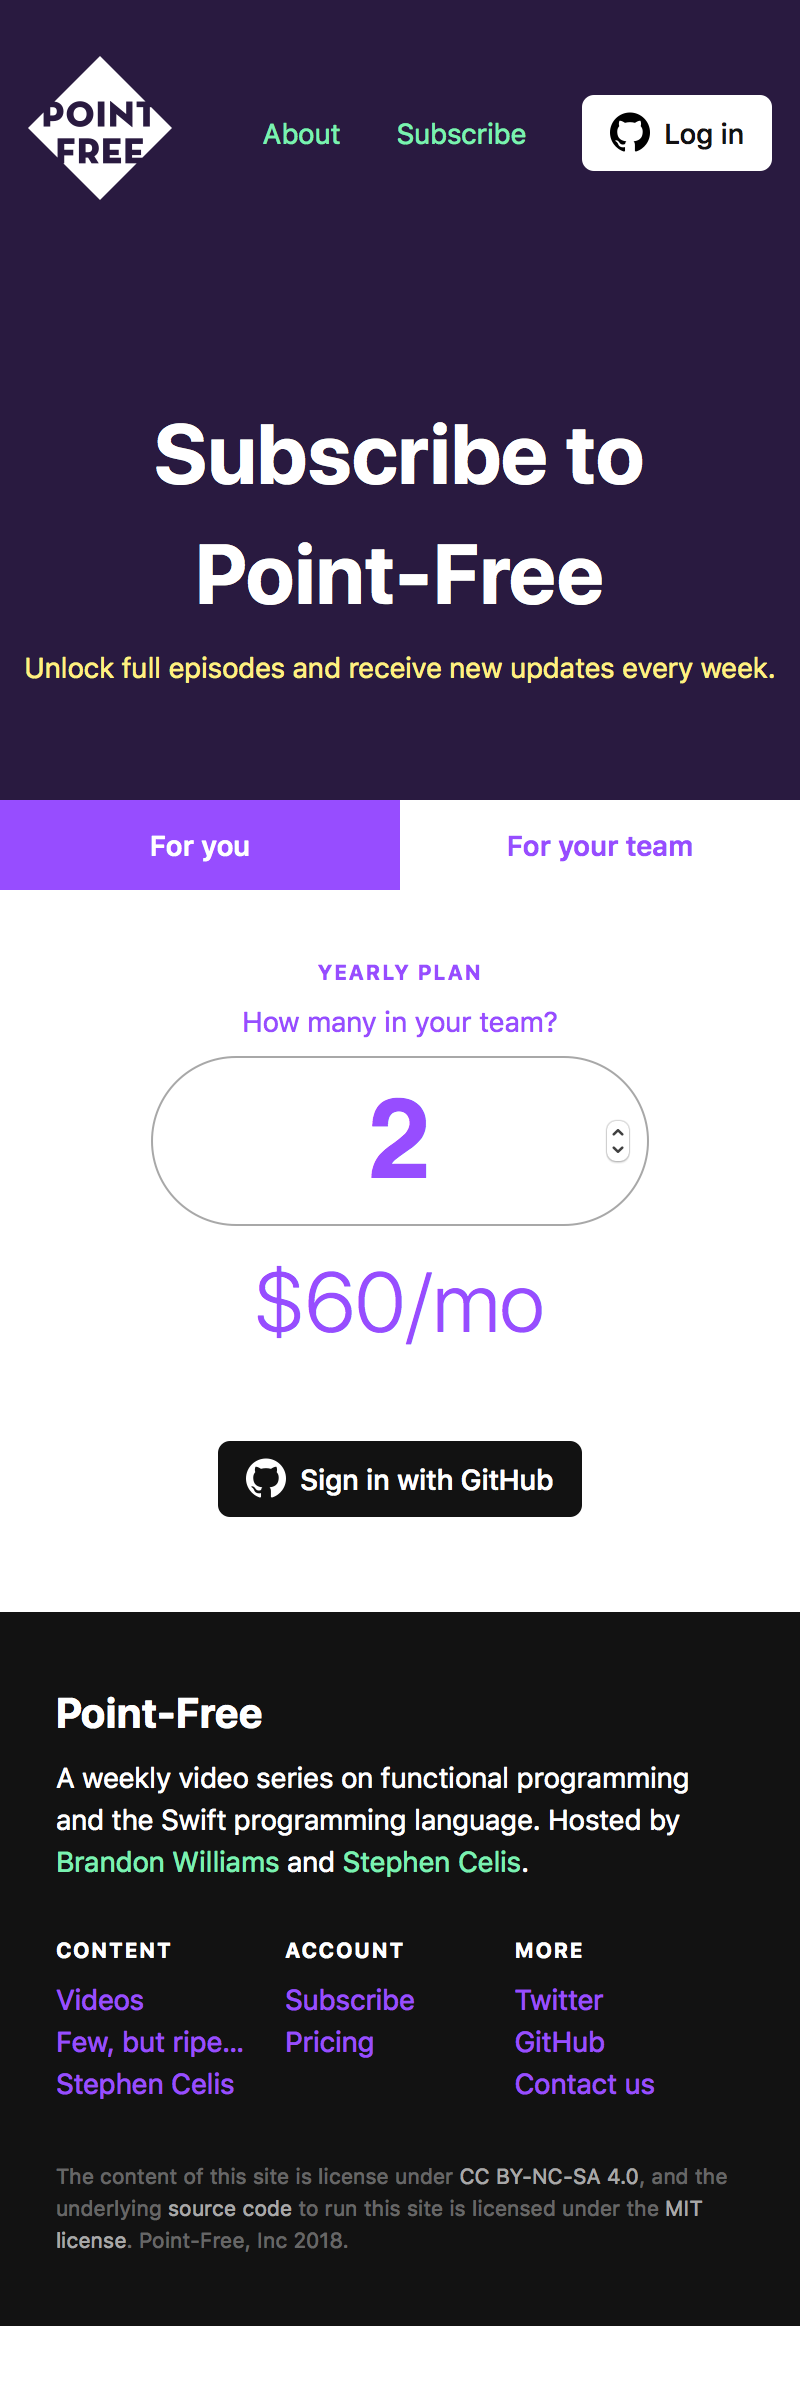 POINT
FREE
About
Subscribe
Log in
Subscribe to
Point-Free
Unlock full episodes and receive new updates every week.
For you
For your team
YEARLY PLAN
How many in your team?
2
$60/mo
Sign in with GitHub
Point-Free
A weekly video series on functional programming
and the Swift programming language. Hosted by
Brandon Williams and Stephen Celis.
CONTENT
Videos
Few, but ripe...
Stephen Celis
ACCOUNT
Subscribe
Pricing
MORE
Twitter
GitHub
Contact us
The content of this site is license under CC BY-NC-SA 4.0, and the
underlying source code to run this site is licensed under the MIT
license. Point-Free, Inc 2018.